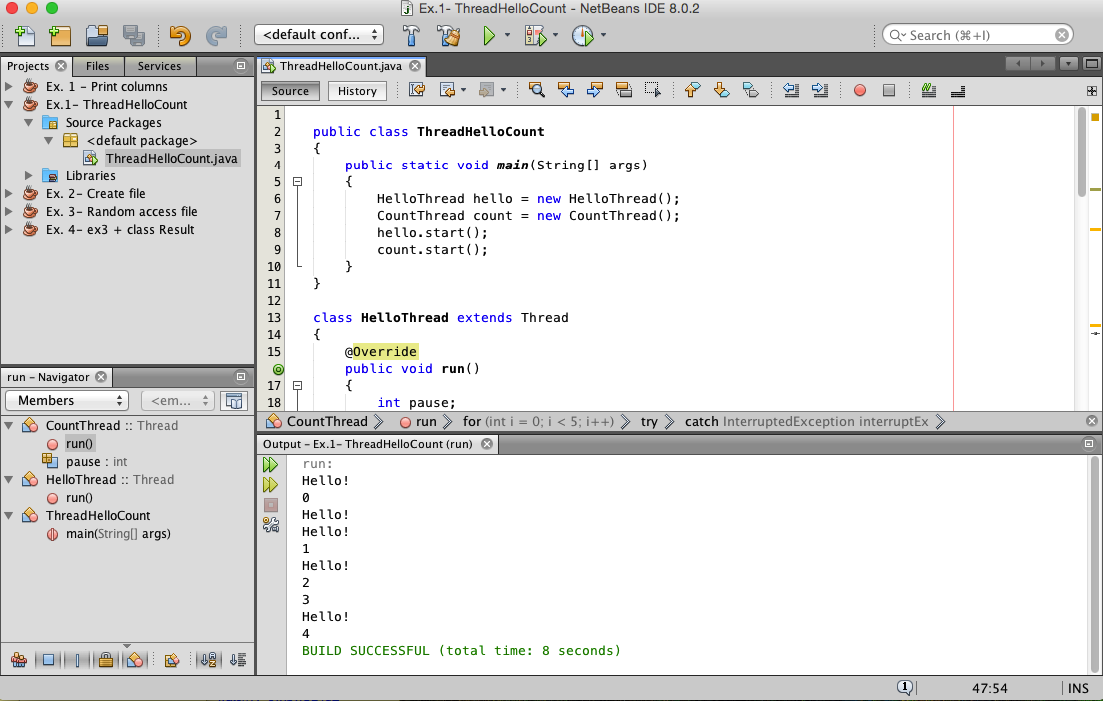 Ex.1- ThreadHelloCount - NetBeans IDE 8.0.2
<default conf...
Search (⌘+I)
Projects
Files
Services
Ex. 1 - Print columns
Ex.1- ThreadHelloCount
Source Packages
<default package>
ThreadHelloCount.java
Libraries
Ex. 2- Create file
Ex. 3- Random access file
Ex. 4- ex3 + class Result
run - Navigator
Members
<em...
CountThread :: Thread
run()
pause : int
HelloThread :: Thread
run()
ThreadHelloCount
main(String[] args)
ThreadHelloCount.java
Source
History
1
2 public class ThreadHelloCount
3 {
4 public static void main(String[] args)
5 {
6 HelloThread hello = new HelloThread();
7 CountThread count = new CountThread();
8 hello.start();
9 count.start();
10 }
11 }
12
13 class HelloThread extends Thread
14 {
15 @Override
public void run()
17 {
18 int pause;
CountThread
run
for (int i = 0; i < 5; i++)
try
catch InterruptedException interruptEx
Output - Ex.1- ThreadHelloCount (run)
run:
Hello!
0
Hello!
Hello!
1
Hello!
2
3
Hello!
4
BUILD SUCCESSFUL (total time: 8 seconds)
1
47:54
INS